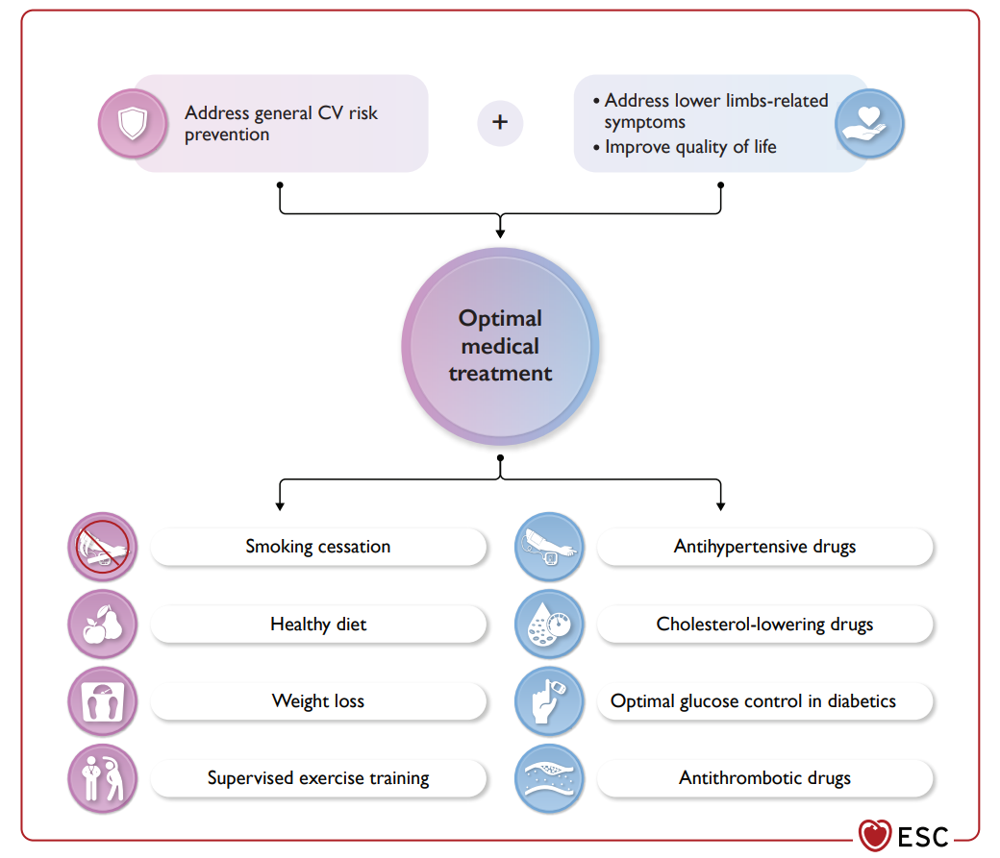 Address general CV risk
prevention
+
• Address lower limbs-related
symptoms
• Improve quality of life
Optimal
medical
treatment
Smoking cessation
Antihypertensive drugs
Healthy diet
Cholesterol-lowering drugs
Weight loss
Optimal glucose control in diabetics
Supervised exercise training
Antithrombotic drugs
ESC